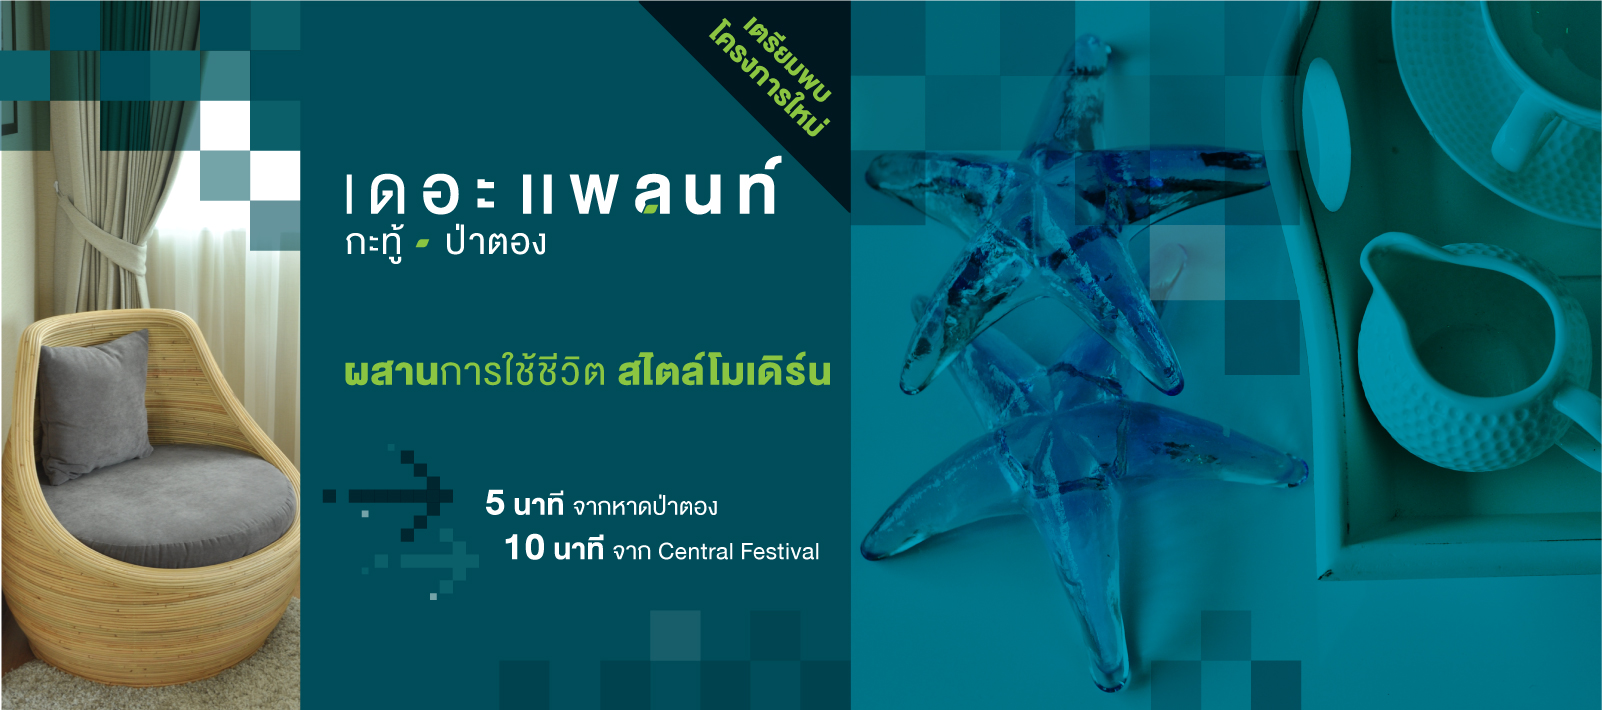 เตรียมพบ
โครงการใหม่
เดอะ แพลนท์
กะทู้ - ป่าตอง
ผสานการใช้ชีวิต สไตล์โมเดิร์น
5 นาที จากหาดป่าตอง
10 นาที จาก Central Festival